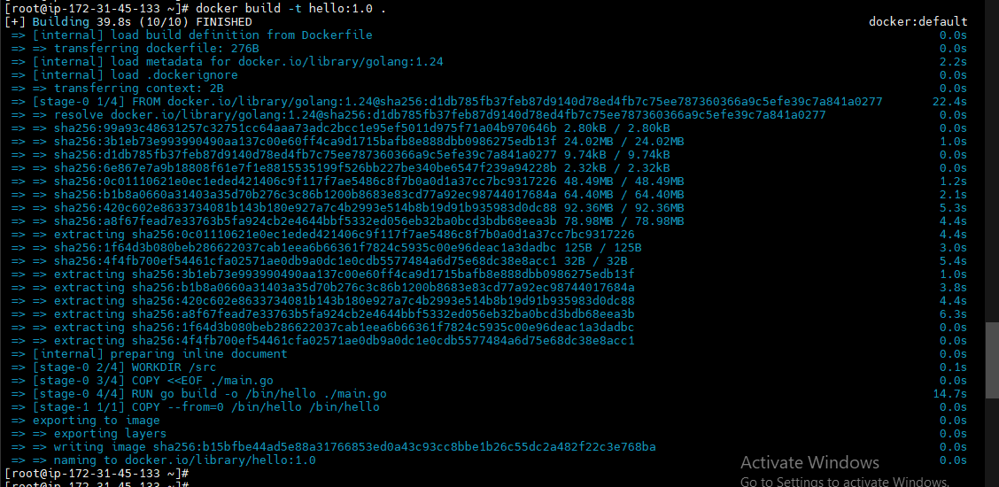 [root@ip-172-31-45-133 ~]# docker build -t hello:1.0 .
[+] Building 39.8s (10/10) FINISHED docker:default
=> [internal] load build definition from Dockerfile 0.0s
=> => transferring dockerfile: 276B 0.0s
=> [internal] load metadata for docker.io/library/golang:1.24 2.2s
=> [internal] load .dockerignore 0.0s
=> => transferring context: 2B 0.0s
=> [stage-0 1/4] FROM docker.io/library/golang:1.24@sha256:d1db785fb37feb87d9140d78ed4fb7c75ee787360366a9c5efe39c7a841a0277 22.4s
=> => resolve docker.io/library/golang:1.24@sha256:d1db785fb37feb87d9140d78ed4fb7c75ee787360366a9c5efe39c7a841a0277 0.0s
=> => sha256:99a93c48631257c32751cc64aaa73adc2bcc1e95ef5011d975f71a04b970646b 2.80kB / 2.80kB 0.0s
=> => sha256:3b1eb73e993990490aa137c00e60ff4ca9d1715bafb8e888dbb0986275edb13f 24.02MB / 24.02MB 1.0s
=> => sha256:d1db785fb37feb87d9140d78ed4fb7c75ee787360366a9c5efe39c7a841a0277 9.74kB / 9.74kB 0.0s
=> => sha256:6e867e7a9b18808f61e7f1e8815535199f526bb227be340be6547f239a94228b 2.32kB / 2.32kB 0.0s
=> => sha256:0c01110621e0ec1eded421406c9f117f7ae5486c8f7b0a0d1a37cc7bc9317226 48.49MB / 48.49MB 1.2s
=> => sha256:b1b8a0660a31403a35d70b276c3c86b1200b8683e83cd77a92ec98744017684a 64.40MB / 64.40MB 2.1s
=> => sha256:420c602e8633734081b143b180e927a7c4b2993e514b8b19d91b935983d0dc88 92.36MB / 92.36MB 5.3s
=> => sha256:a8f67fead7e33763b5fa924cb2e4644bbf5332ed056eb32ba0bcd3bdb68eea3b 78.98MB / 78.98MB 4.4s
=> => extracting sha256:0c01110621e0ec1eded421406c9f117f7ae5486c8f7b0a0d1a37cc7bc9317226 4.4s
=> => sha256:1f64d3b080beb286622037cab1eea6b66361f7824c5935c00e96deac1a3dadbc 125B / 125B 3.0s
=> => sha256:4f4fb700ef54461cfa02571ae0db9a0dc1e0cdb5577484a6d75e68dc38e8acc1 32B / 32B 5.4s
=> => extracting sha256:3b1eb73e993990490aa137c00e60ff4ca9d1715bafb8e888dbb0986275edb13f 1.0s
=> => extracting sha256:b1b8a0660a31403a35d70b276c3c86b1200b8683e83cd77a92ec98744017684a 3.8s
=> => extracting sha256:420c602e8633734081b143b180e927a7c4b2993e514b8b19d91b935983d0dc88 4.4s
=> => extracting sha256:a8f67fead7e33763b5fa924cb2e4644bbf5332ed056eb32ba0bcd3bdb68eea3b 6.3s
=> => extracting sha256:1f64d3b080beb286622037cab1eea6b66361f7824c5935c00e96deac1a3dadbc 0.0s
=> => extracting sha256:4f4fb700ef54461cfa02571ae0db9a0dc1e0cdb5577484a6d75e68dc38e8acc1 0.0s
=> [internal] preparing inline document 0.0s
=> [stage-0 2/4] WORKDIR /src 0.1s
=> [stage-0 3/4] COPY <<EOF ./main.go 0.0s
=> [stage-0 4/4] RUN go build -o /bin/hello ./main.go 14.7s
=> [stage-1 1/1] COPY --from=0 /bin/hello /bin/hello 0.0s
=> exporting to image 0.0s
=> => exporting layers 0.0s
=> => writing image sha256:b15bfbe44ad5e88a31766853ed0a43c93cc8bbe1b26c55dc2a482f22c3e768ba 0.0s
=> => naming to docker.io/library/hello:1.0 0.0s
[root@ip-172-31-45-133 ~]#
[root@ip-172-31-45-133 ~]#
Activate Windows
Go to Settings to activate Windows.